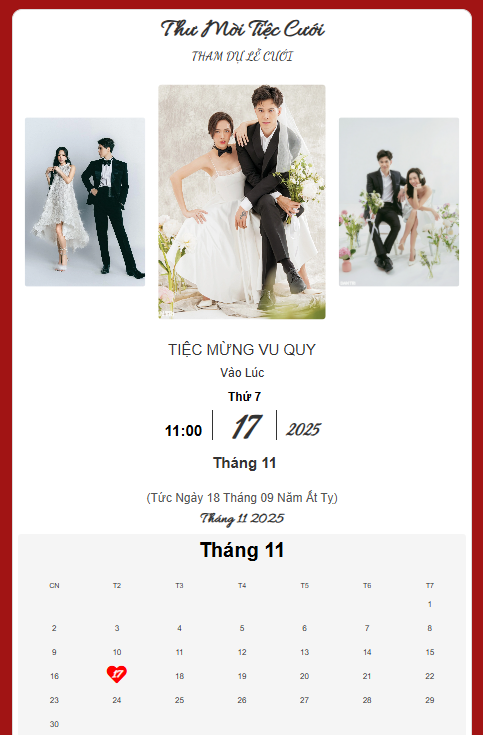 Thư Mời Tiệc Cưới
THAM DỰ LỄ CƯỚI
TIỆC MỪNG VU QUY
Vào Lúc
Thứ 7
11:00 17 2025
Tháng 11
(Tức Ngày 18 Tháng 09 Năm Ất Tỵ)
Tháng 11 2025
Tháng 11
CN T2 T3 T4 T5 T6 T7
1
2 3 4 5 6 7 8
9 10 11 12 13 14 15
16 17 18 19 20 21 22
23 24 25 26 27 28 29
30